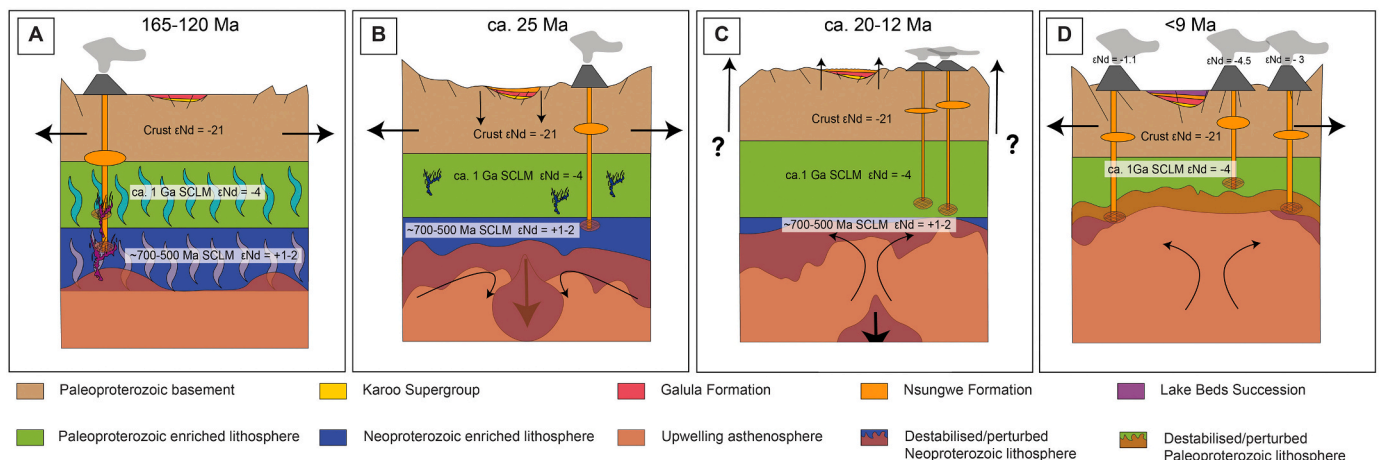 A
165-120 Ma
Crust εNd = -21
ca. 1 Ga SCLM εNd = -4
~700-500 Ma SCLM εNd = +1-2
B
ca. 25 Ma
Crust εNd = -21
ca. 1 Ga SCLM εNd = -4
~700-500 Ma SCLM εNd = +1-2
C
ca. 20-12 Ma
Crust εNd = -21
?
?
ca.1 Ga SCLM εNd = -4
~700-500 Ma SCLM εNd = +1-2
D
<9 Ma
εNd = -1.1
εNd = -4.5
εNd = - 3
Crust εNd = -21
ca. 1Ga SCLM εNd = -4
Paleoproterozoic basement
Karoo Supergroup
Galula Formation
Nsungwe Formation
Lake Beds Succession
Paleoproterozoic enriched lithosphere
Neoproterozoic enriched lithosphere
Upwelling asthenosphere
Destabilised/perturbed
Neoproterozoic lithosphere
Destabilised/perturbed
Paleoproterozoic lithosphere